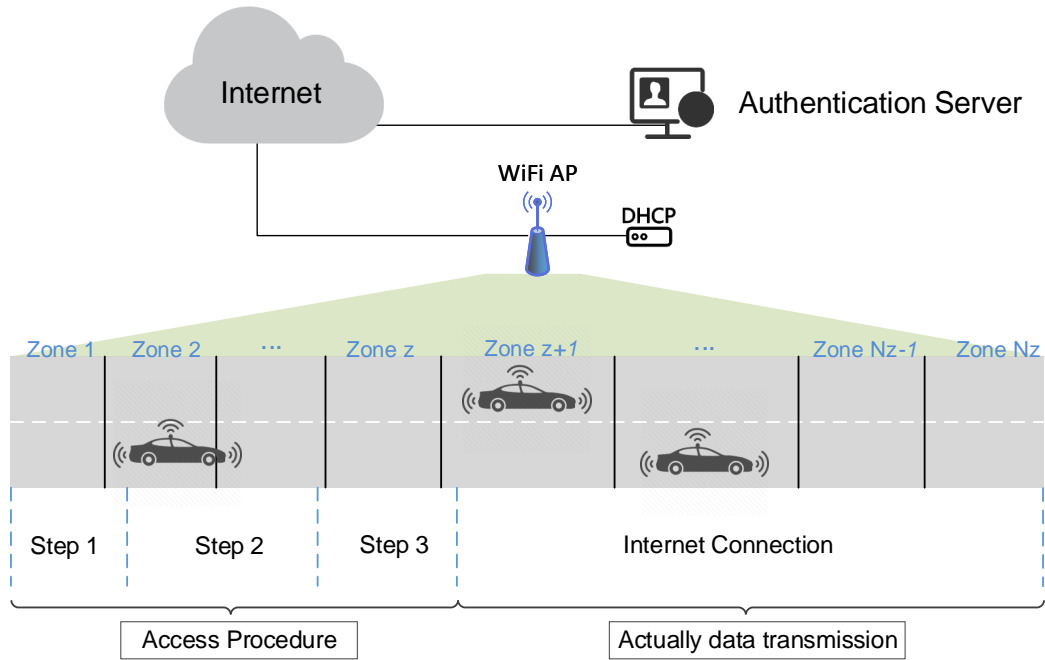 Internet
Authentication Server
WiFi AP
DHCP
Zone 1 Zone 2 ... Zone z Zone z+1 ... Zone Nz-1 Zone Nz
Step 1 Step 2 Step 3 Internet Connection
Access Procedure Actually data transmission